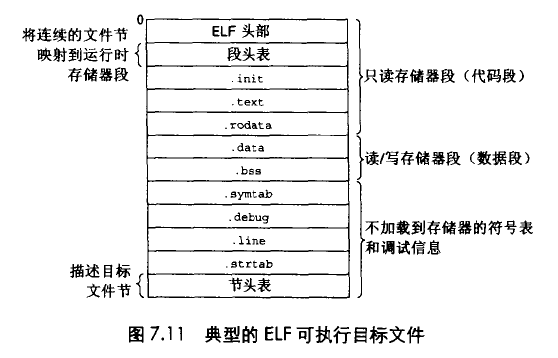 0
将连续的文件节
映射到运行时
存储器段
ELF 头部
段头表
.init
.text
.rodata
.data
.bss
.symtab
.debug
.line
.strtab
节头表
只读存储器段（代码段）
读/写存储器段（数据段）
不加载到存储器的符号表
和调试信息
描述目标
文件节
图 7.11 典型的 ELF 可执行目标文件